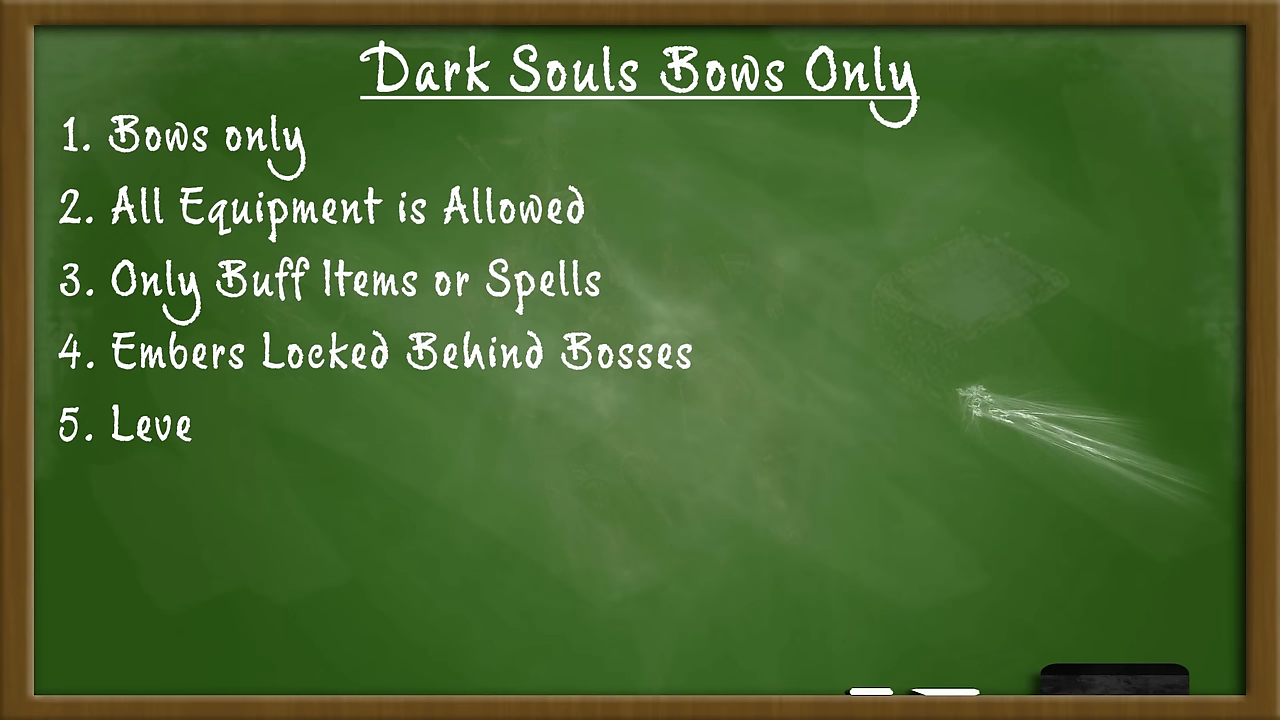 Dark Souls Bows Only
1. Bows only
2. All Equipment is Allowed
3. Only Buff Items or Spells
4. Embers Locked Behind Bosses
5. Leve